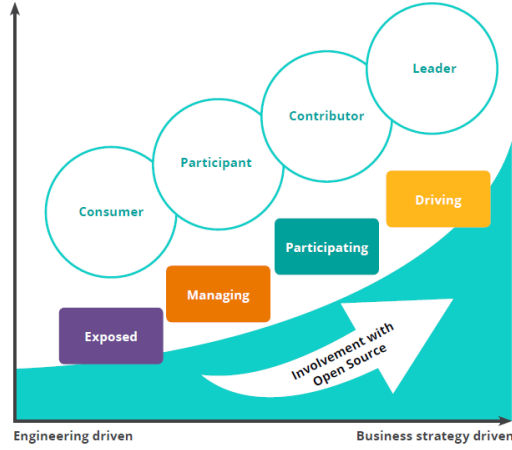 Leader
Contributor
Participant
Consumer
Driving
Participating
Managing
Exposed
Involvement with
Open Source
Engineering driven
Business strategy driven